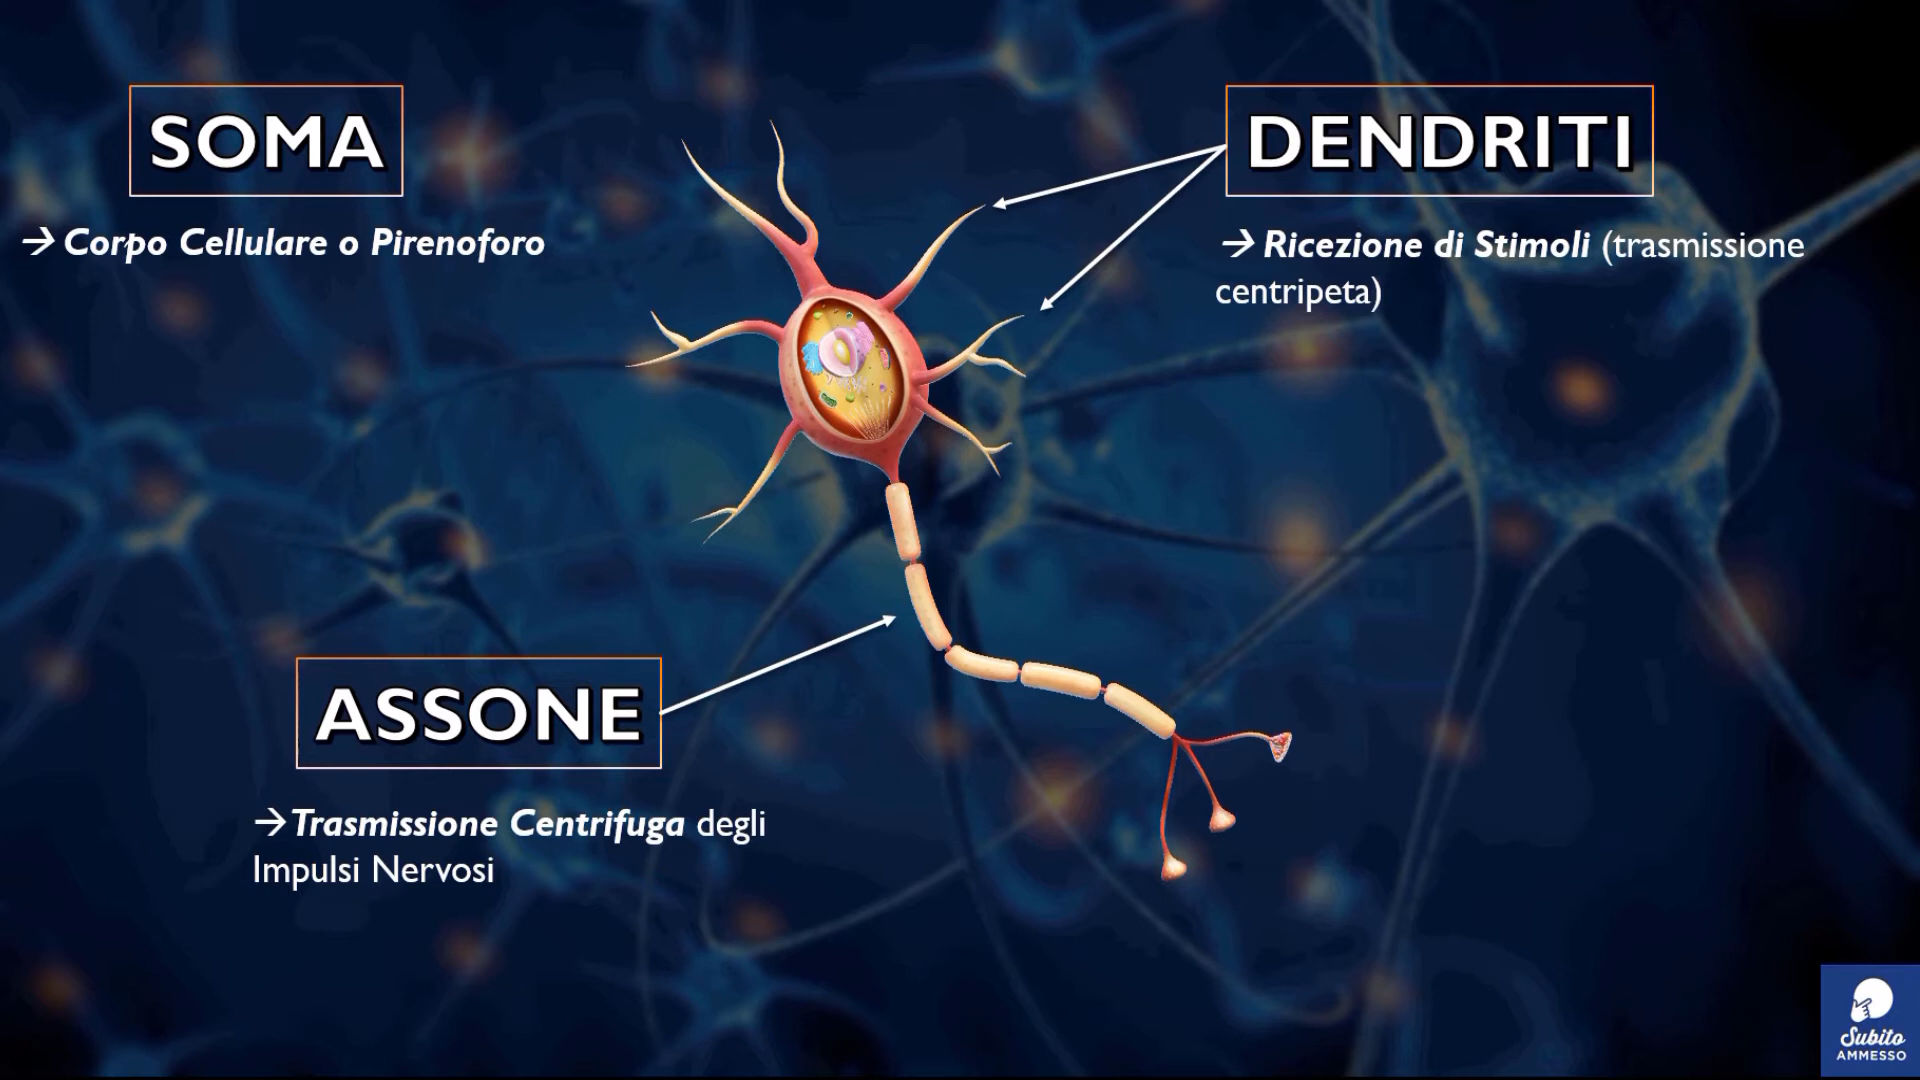 SOMA
→ Corpo Cellulare o Pirenoforo
DENDRITI
→ Ricezione di Stimoli (trasmissione
centripeta)
ASSONE
→ Trasmissione Centrifuga degli
Impulsi Nervosi
Subito
AMMESSO